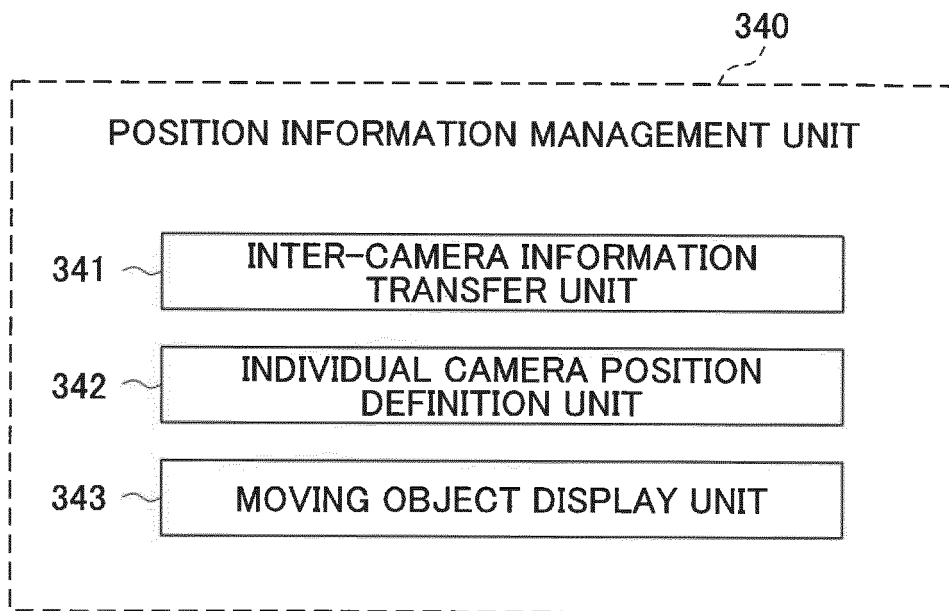 340
POSITION INFORMATION MANAGEMENT UNIT
341
INTER-CAMERA INFORMATION
TRANSFER UNIT
342
INDIVIDUAL CAMERA POSITION
DEFINITION UNIT
343
MOVING OBJECT DISPLAY UNIT